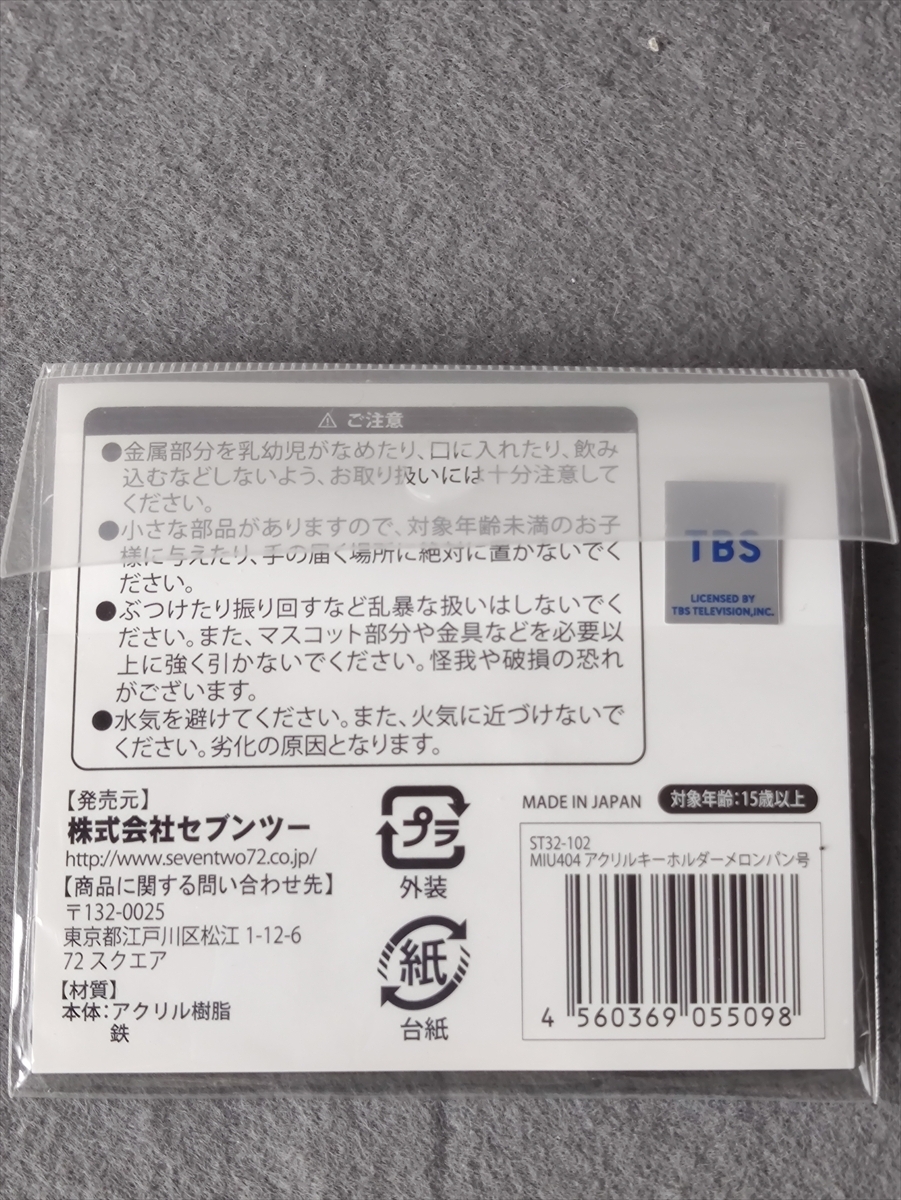 ⚠ ご注意
●金属部分を乳幼児がなめたり、口に入れたり、飲み
込むなどしないよう、お取り扱いには十分注意して
ください。
●小さな部品がありますので、対象年齢未満のお子
様に与えたり、手の届く場所に絶対に置かないでく
ださい。
●ぶつけたり振り回すなど乱暴な扱いはしないでく
ださい。また、マスコット部分や金具などを必要以
上に強く引かないでください。怪我や破損の恐れ
がございます。
●水気を避けてください。また、火気に近づけないで
ください。劣化の原因となります。
TBS
LICENSED BY
TBS TELEVISION,INC.
【発売元】
株式会社セブンツー
http://www.seventwo72.co.jp/
【商品に関する問い合わせ先】
〒132-0025
東京都江戸川区松江 1-12-6
72 スクエア
【材質】
本体：アクリル樹脂
鉄
プラ
外装
紙
台紙
MADE IN JAPAN
対象年齢：15歳以上
ST32-102
MIU404 アクリルキーホルダーメロンパン号
4 560369 055098